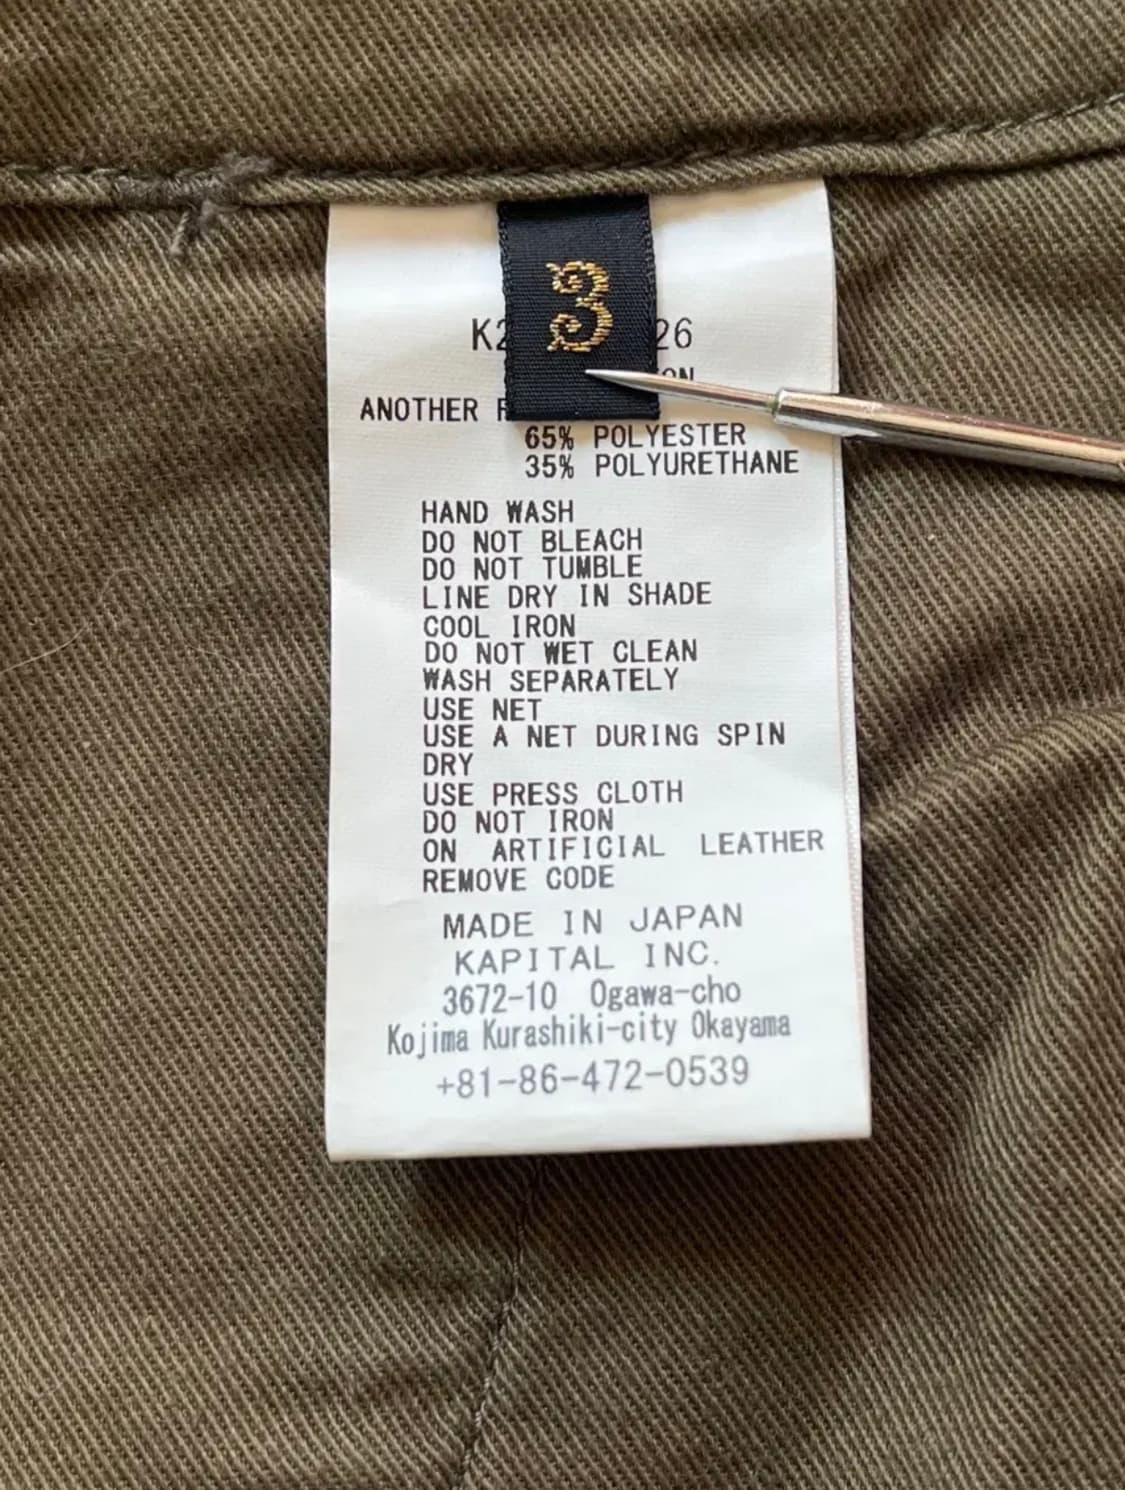 3
26
ANOTHER
65% POLYESTER
35% POLYURETHANE
HAND WASH
DO NOT BLEACH
DO NOT TUMBLE
LINE DRY IN SHADE
COOL IRON
DO NOT WET CLEAN
WASH SEPARATELY
USE NET
USE A NET DURING SPIN
DRY
USE PRESS CLOTH
DO NOT IRON
ON ARTIFICIAL LEATHER
REMOVE CODE
MADE IN JAPAN
KAPITAL INC.
3672-10 Ogawa-cho
Kojima Kurashiki-city Okayama
+81-86-472-0539